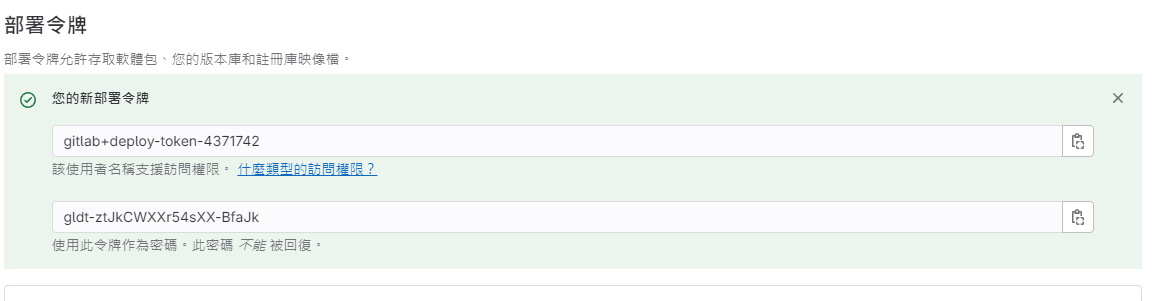 部署令牌
部署令牌允許存取軟體包、您的版本庫和註冊庫映像檔。
您的新部署令牌
gitlab+deploy-token-4371742
該使用者名稱支援訪問權限。 什麼類型的訪問權限？
gldt-ztJkCWXXr54sXX-BfaJk
使用此令牌作為密碼。此密碼 不能 被回復。